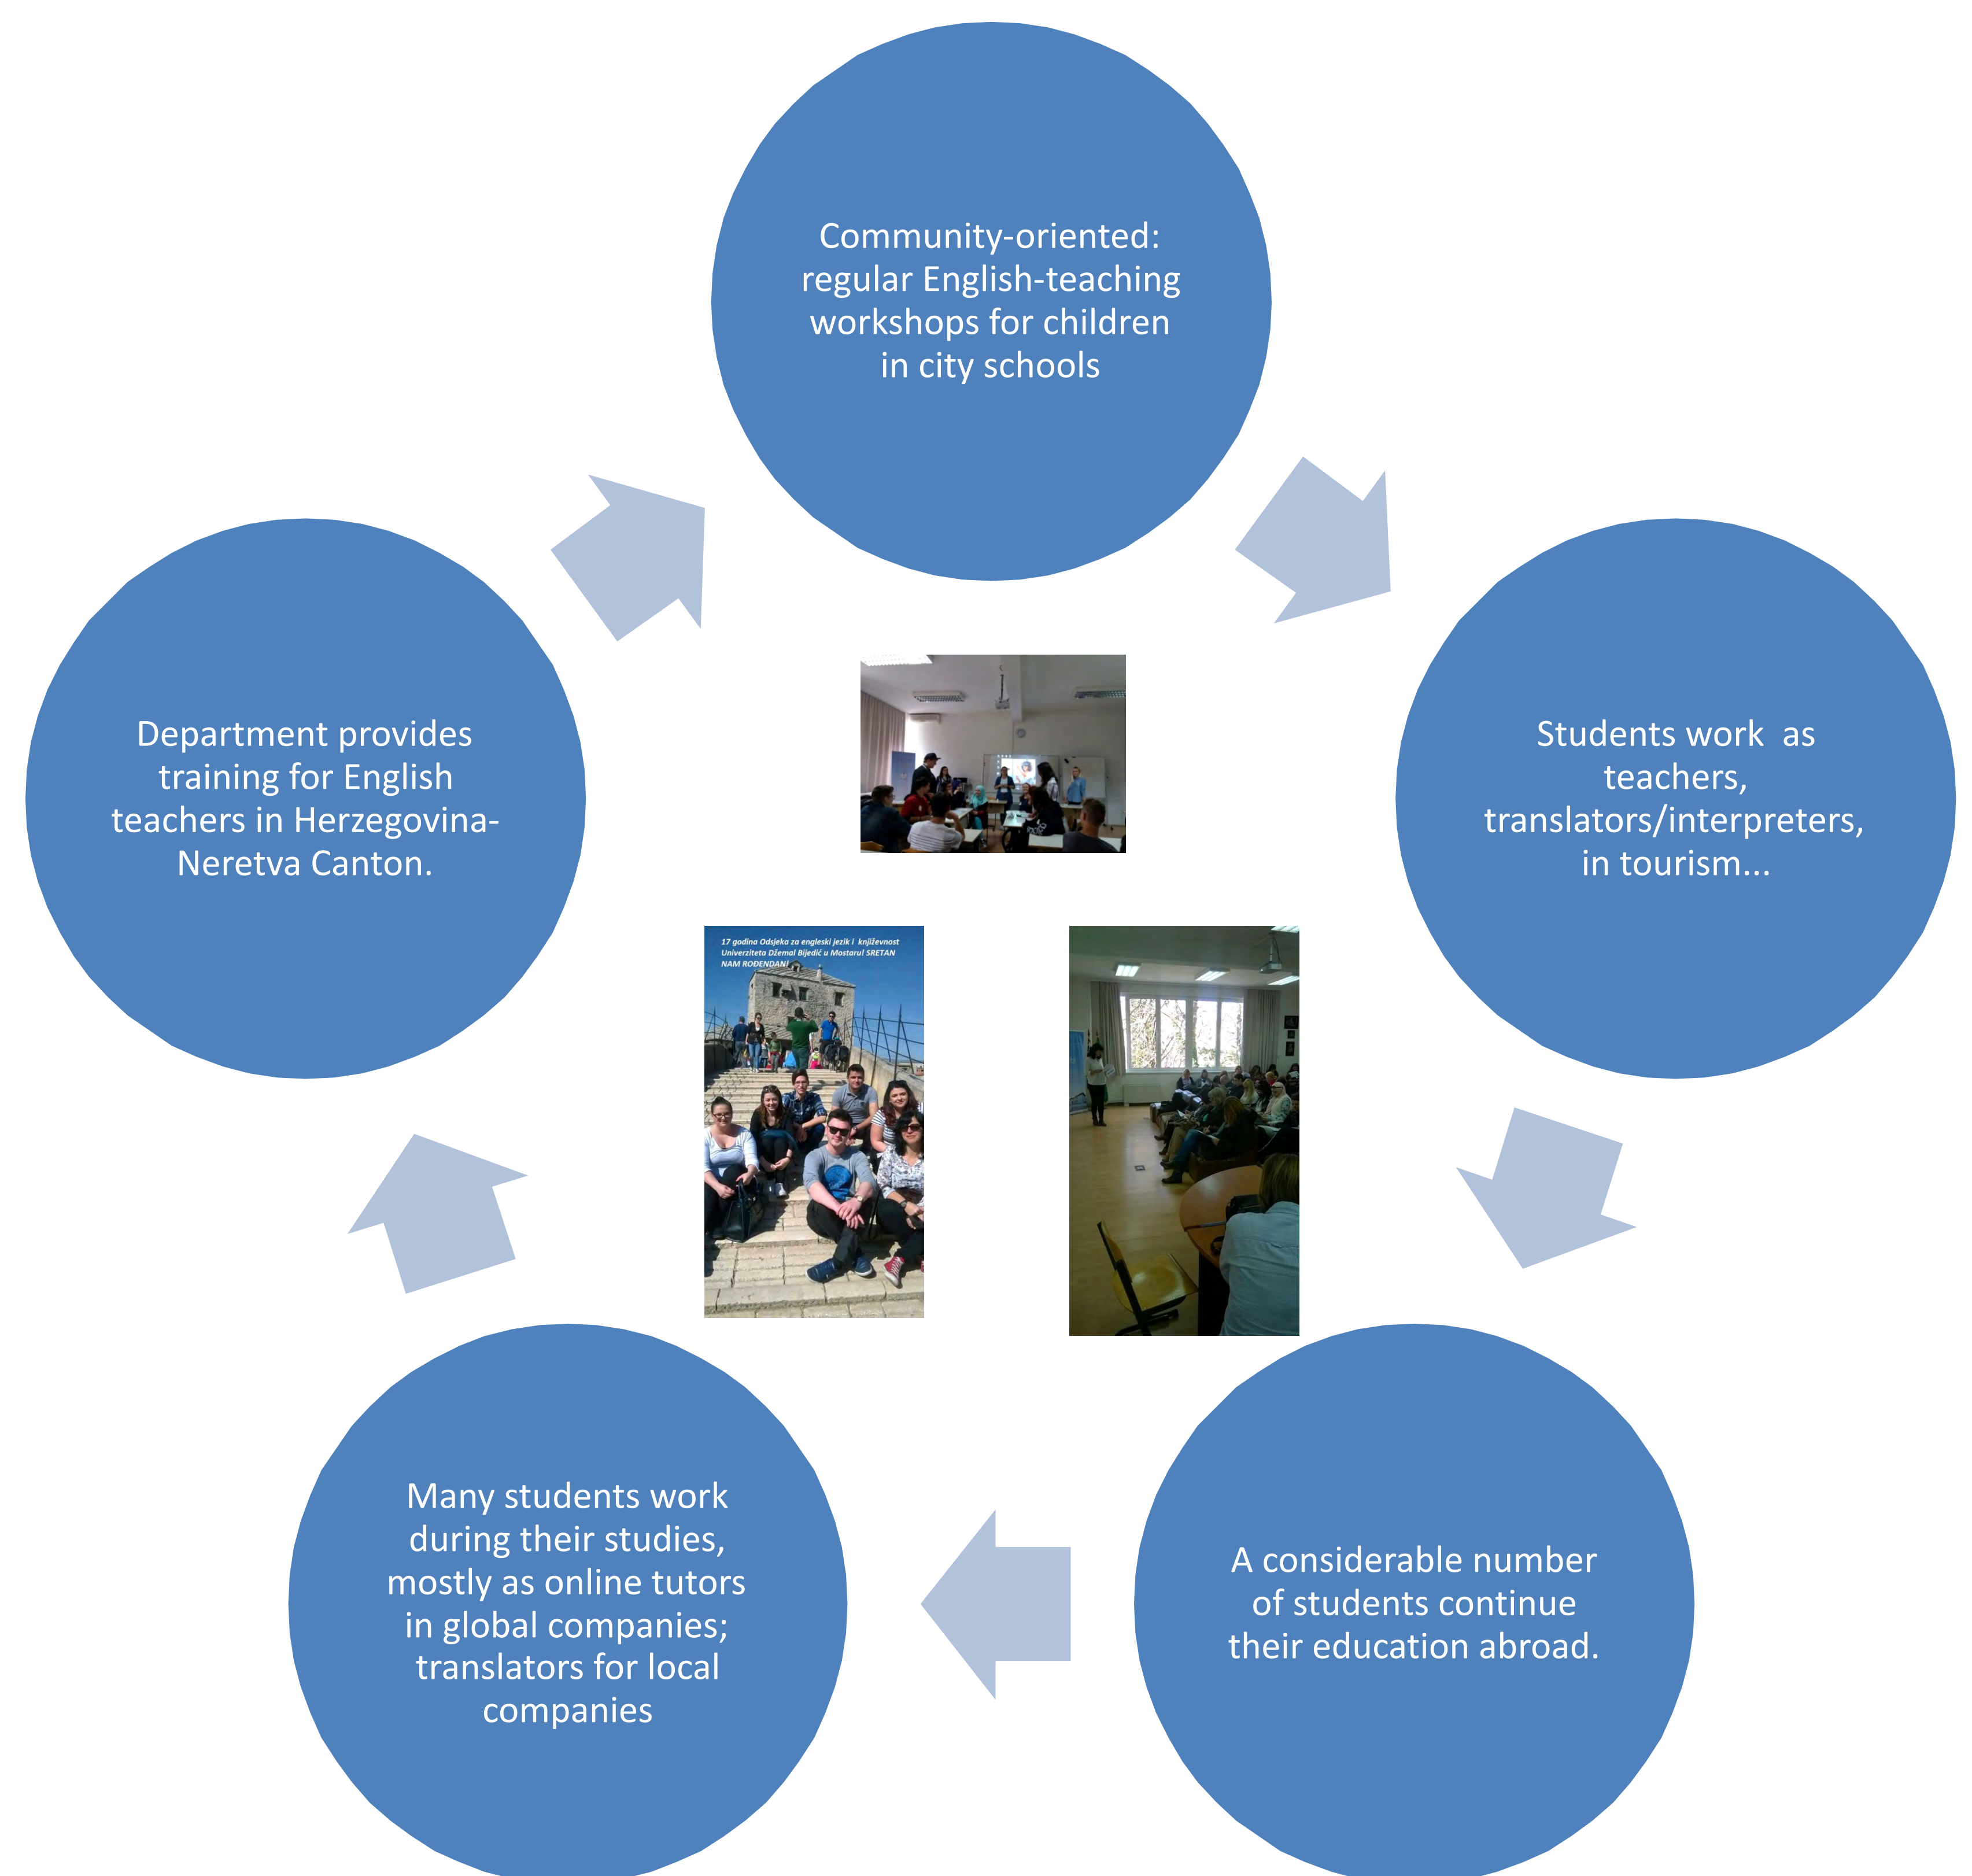 Community-oriented:
regular English-teaching
workshops for children
in city schools
Students work  as
teachers,
translators/interpreters,
in tourism...
A considerable number
of students continue
their education abroad.
Many students work
during their studies,
mostly as online tutors
in global companies;
translators for local
companies
Department provides
training for English
teachers in Herzegovina-
Neretva Canton.
17 godina Odsjeka za engleski jezik i  književnost
Univerziteta Džemal Bijedić u Mostaru! SRETAN
NAM ROĐENDAN!